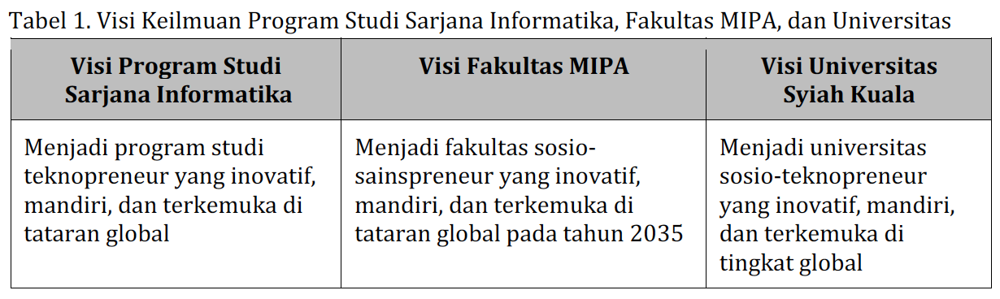 Tabel 1. Visi Keilmuan Program Studi Sarjana Informatika, Fakultas MIPA, dan Universitas
Visi Program Studi
Sarjana Informatika
Visi Fakultas MIPA
Visi Universitas
Syiah Kuala
Menjadi program studi
teknopreneur yang inovatif,
mandiri, dan terkemuka di
tataran global
Menjadi fakultas sosio-
sainspreneur yang inovatif,
mandiri, dan terkemuka di
tataran global pada tahun 2035
Menjadi universitas
sosio-teknopreneur
yang inovatif, mandiri,
dan terkemuka di
tingkat global